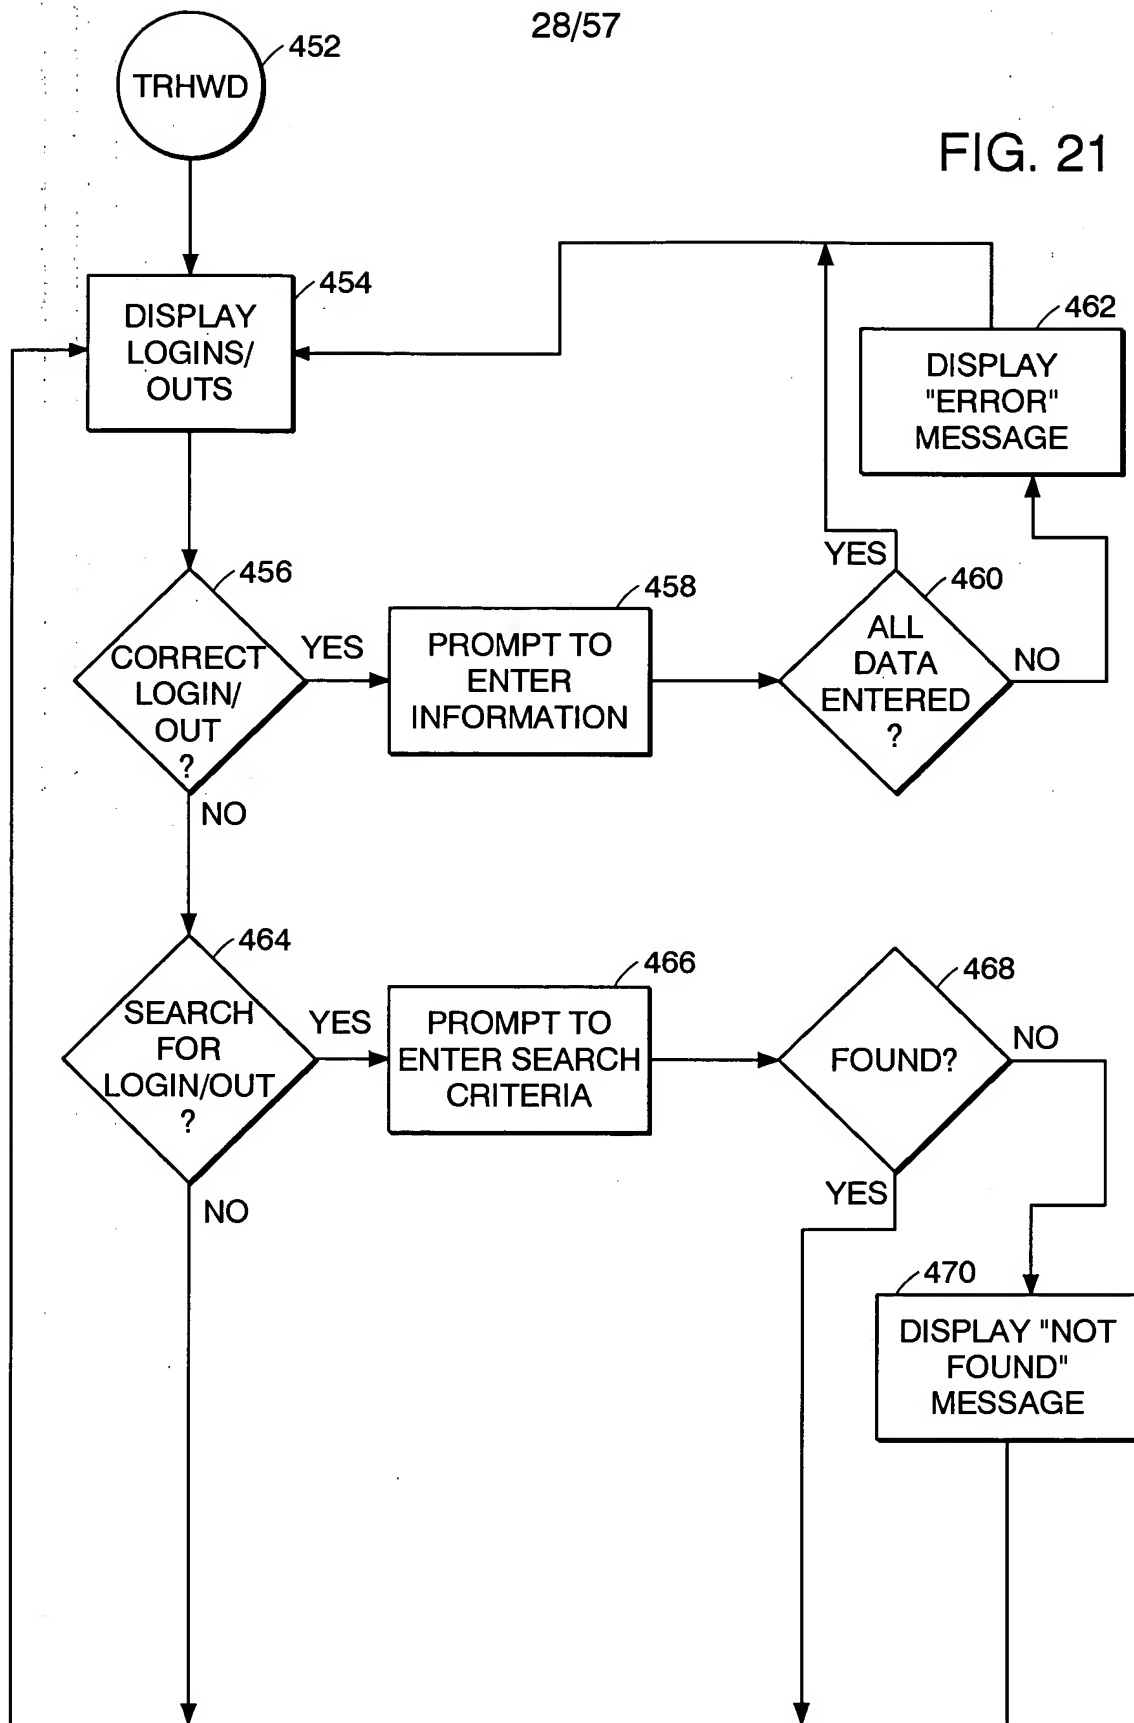 28/57
452
TRHWD
FIG. 21
454
DISPLAY
LOGINS/
OUTS
462
DISPLAY
"ERROR"
MESSAGE
456
CORRECT
LOGIN/
OUT
?
YES
NO
458
PROMPT TO
ENTER
INFORMATION
460
ALL
DATA
ENTERED
?
YES
NO
464
SEARCH
FOR
LOGIN/OUT
?
YES
NO
466
PROMPT TO
ENTER SEARCH
CRITERIA
468
FOUND?
NO
YES
470
DISPLAY "NOT
FOUND"
MESSAGE